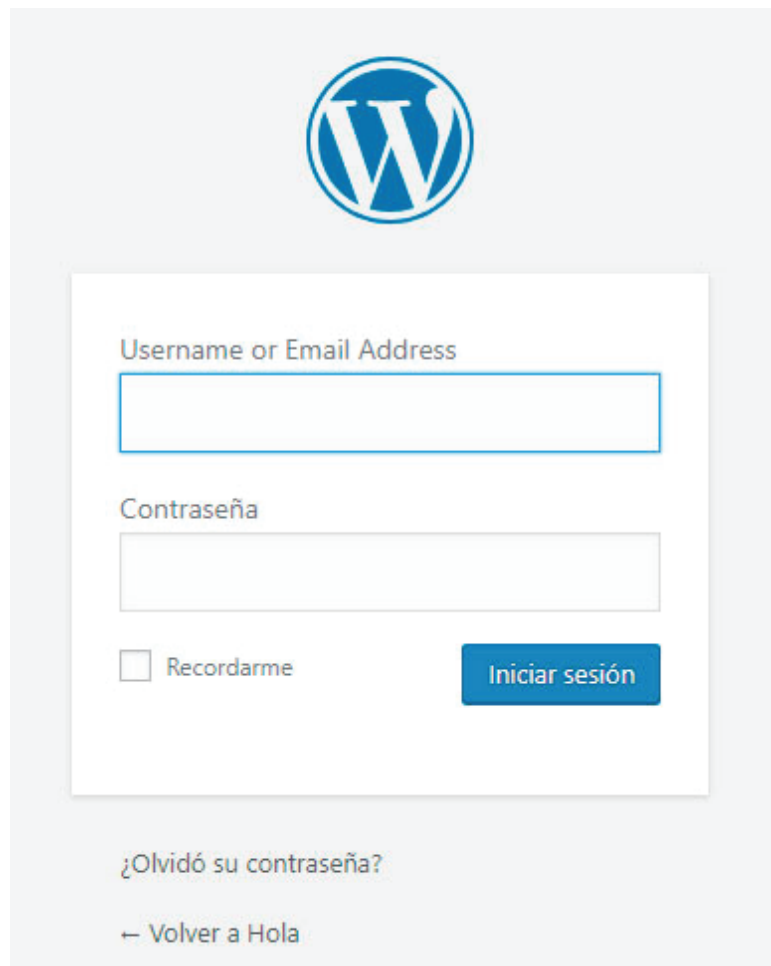 Username or Email Address
Contraseña
Recordarme
Iniciar sesión
¿Olvidó su contraseña?
← Volver a Hola